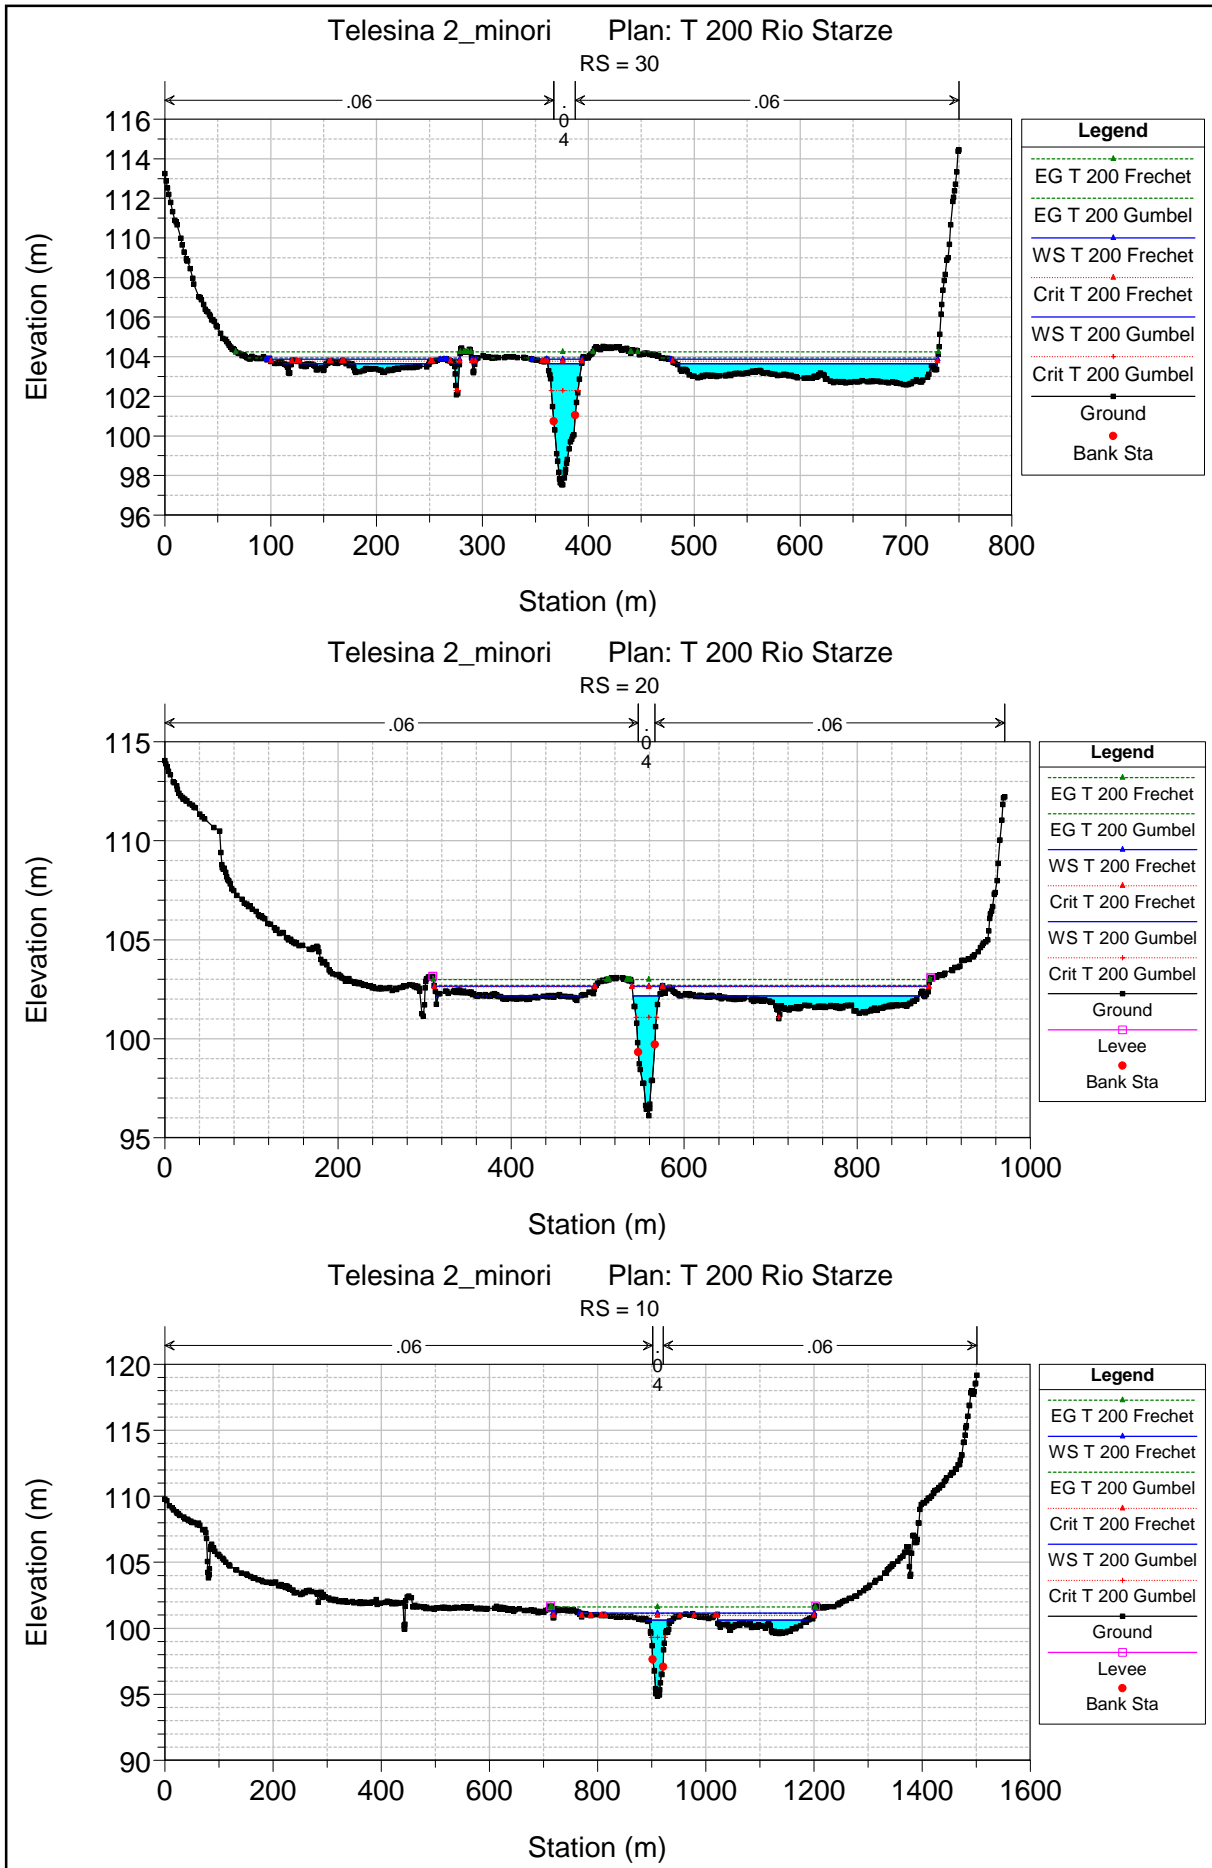 Telesina 2_minori Plan: T 200 Rio Starze
RS = 30
.06
.04
.06
Legend
EG T 200 Frechet
EG T 200 Gumbel
WS T 200 Frechet
Crit T 200 Frechet
WS T 200 Gumbel
Crit T 200 Gumbel
Ground
Bank Sta
Elevation (m)
116
114
112
110
108
106
104
102
100
98
96
0 100 200 300 400 500 600 700 800
Station (m)
Telesina 2_minori Plan: T 200 Rio Starze
RS = 20
.06
.04
.06
Legend
EG T 200 Frechet
EG T 200 Gumbel
WS T 200 Frechet
Crit T 200 Frechet
WS T 200 Gumbel
Crit T 200 Gumbel
Ground
Levee
Bank Sta
Elevation (m)
115
110
105
100
95
0 200 400 600 800 1000
Station (m)
Telesina 2_minori Plan: T 200 Rio Starze
RS = 10
.06
.04
.06
Legend
EG T 200 Frechet
WS T 200 Frechet
EG T 200 Gumbel
Crit T 200 Frechet
WS T 200 Gumbel
Crit T 200 Gumbel
Ground
Levee
Bank Sta
Elevation (m)
120
115
110
105
100
95
90
0 200 400 600 800 1000 1200 1400 1600
Station (m)